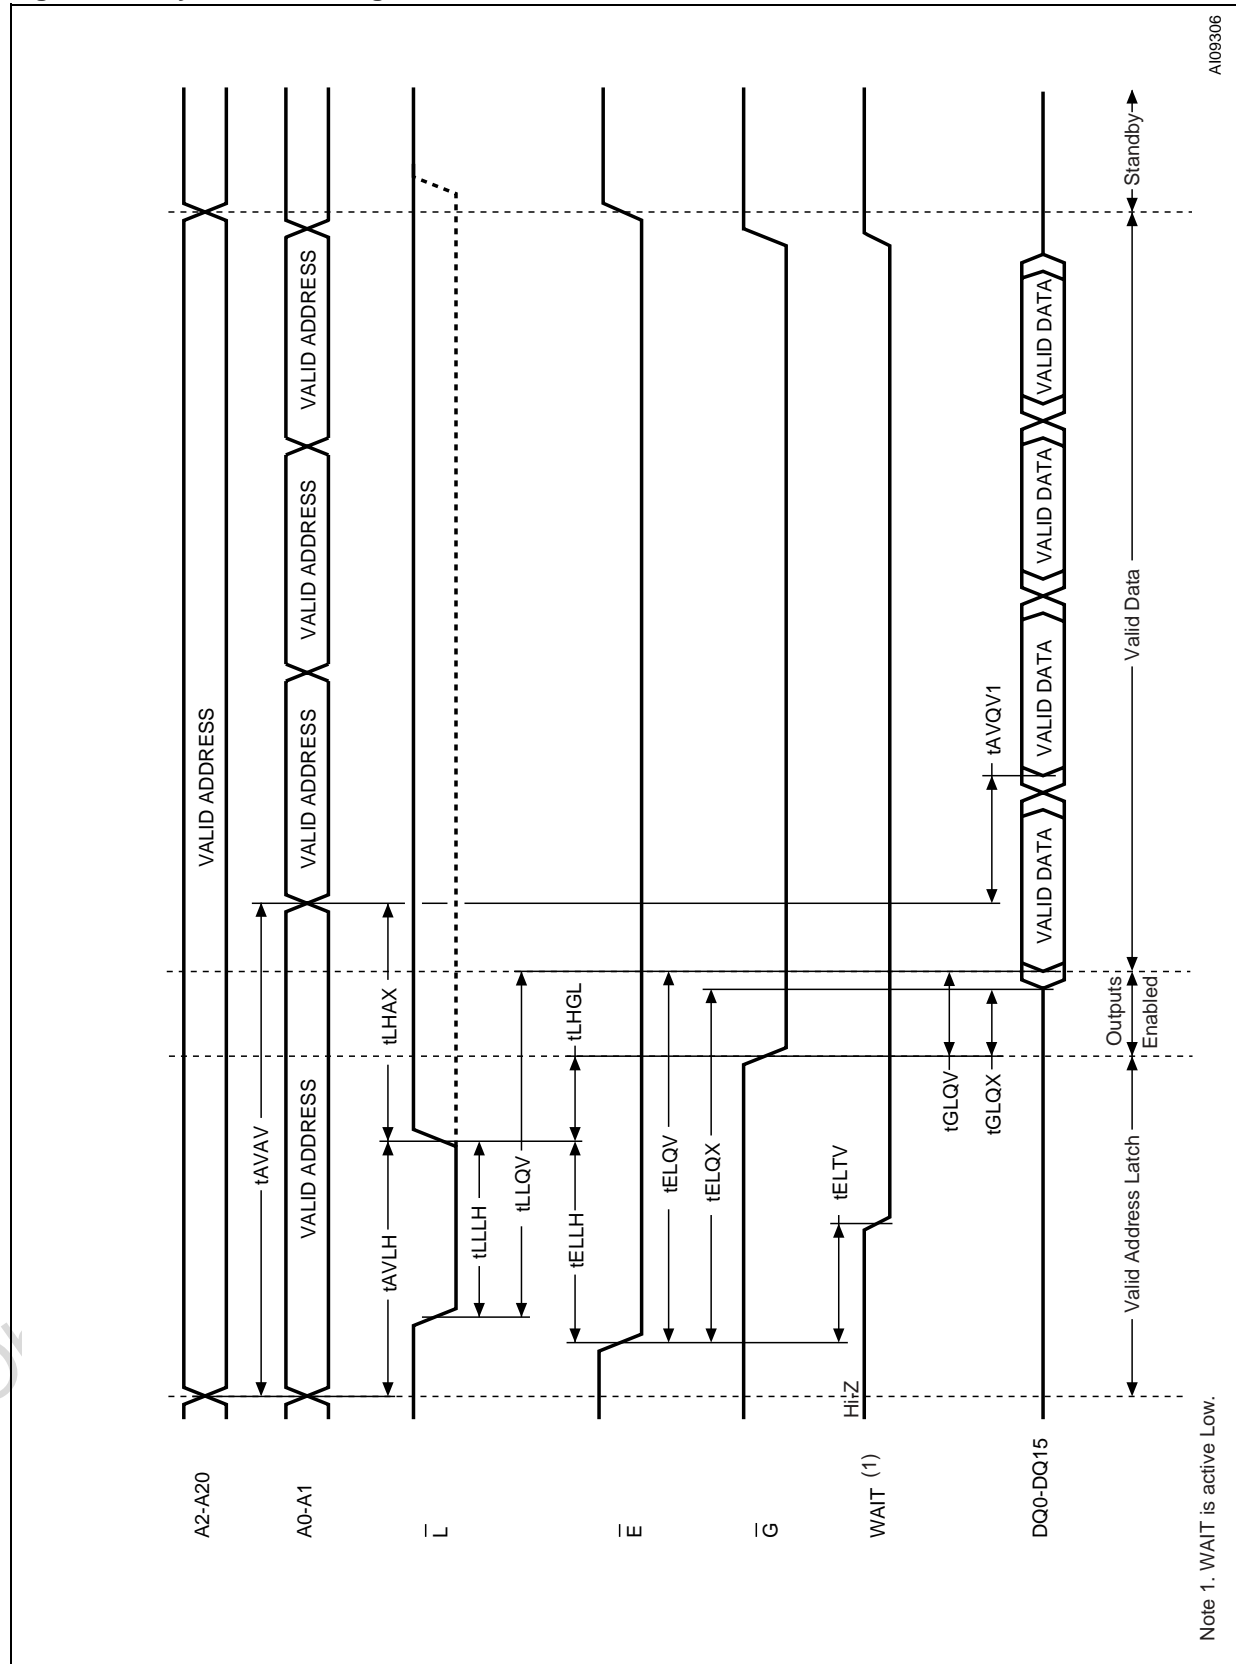 AI09306
A2-A20
VALID ADDRESS
tAVAV
A0-A1
VALID ADDRESS
VALID ADDRESS
VALID ADDRESS
VALID ADDRESS
tAVLH
tLHAX
L
tLLLH
tLLQV
tELLH
tLHGL
E
tELQV
tELQX
G
tELTV
Hi-Z
WAIT (1)
tGLQV
tGLQX
tAVQV1
DQ0-DQ15
VALID DATA
VALID DATA
VALID DATA
VALID DATA
Valid Address Latch
Outputs
Enabled
Valid Data
Standby
Note 1. WAIT is active Low.